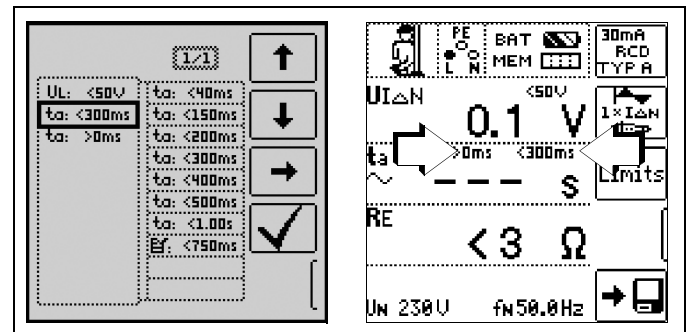 1/1
UL: <50V
ta: <300ms
ta: >0ms
ta: <40ms
ta: <150ms
ta: <200ms
ta: <300ms
ta: <400ms
ta: <500ms
ta: <1.00s
: <750ms
PE
L N
BAT
MEM
30mA
RCD
TYP A
UI△N <50V
0.1 V
1×I△N
ta >0ms <300ms
--- s
Limits
RE
<3 Ω
UN 230V fN50.0Hz